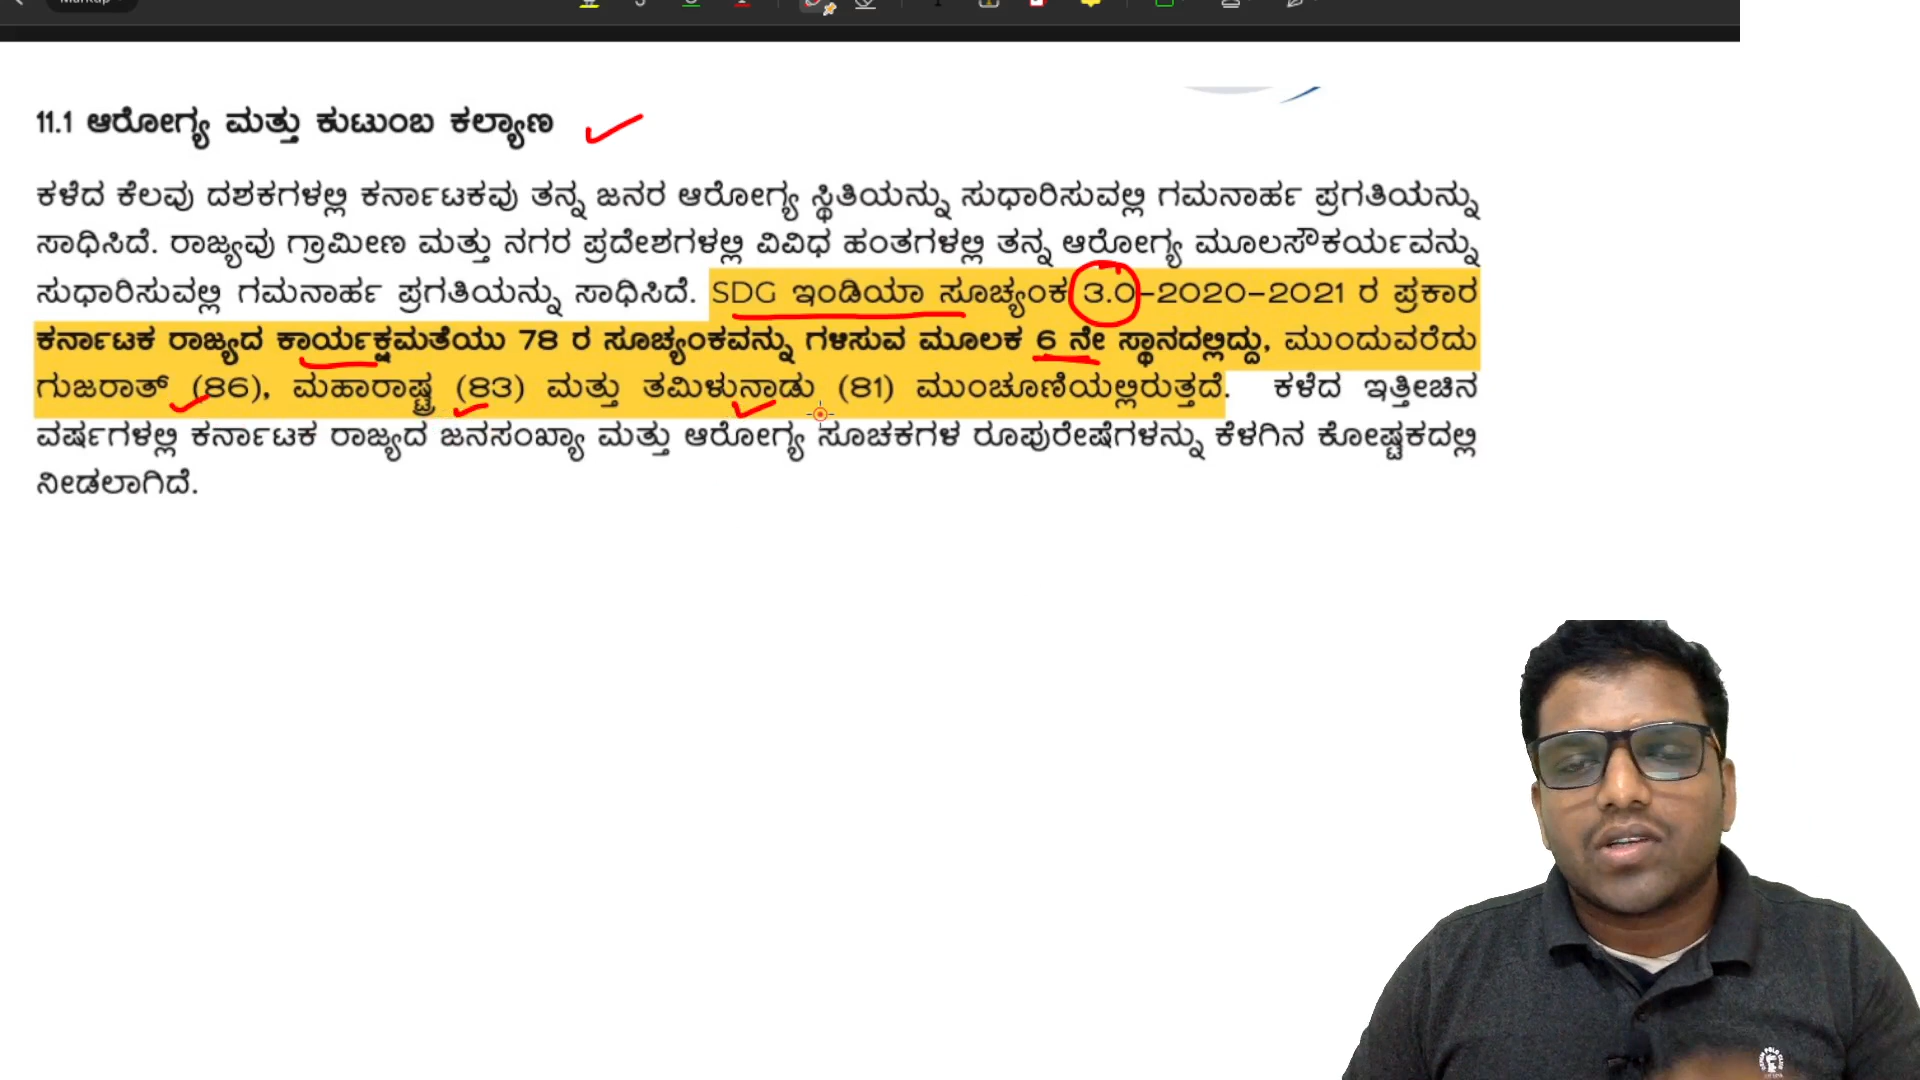 11.1 ಆರೋಗ್ಯ ಮತ್ತು ಕುಟುಂಬ ಕಲ್ಯಾಣ
ಕಳೆದ ಕೆಲವು ದಶಕಗಳಲ್ಲಿ ಕರ್ನಾಟಕವು ತನ್ನ ಜನರ ಆರೋಗ್ಯ ಸ್ಥಿತಿಯನ್ನು ಸುಧಾರಿಸುವಲ್ಲಿ ಗಮನಾರ್ಹ ಪ್ರಗತಿಯನ್ನು
ಸಾಧಿಸಿದೆ. ರಾಜ್ಯವು ಗ್ರಾಮೀಣ ಮತ್ತು ನಗರ ಪ್ರದೇಶಗಳಲ್ಲಿ ವಿವಿಧ ಹಂತಗಳಲ್ಲಿ ತನ್ನ ಆರೋಗ್ಯ ಮೂಲಸೌಕರ್ಯವನ್ನು
ಸುಧಾರಿಸುವಲ್ಲಿ ಗಮನಾರ್ಹ ಪ್ರಗತಿಯನ್ನು ಸಾಧಿಸಿದೆ. SDG ಇಂಡಿಯಾ ಸೂಚ್ಯಂಕ 3.0-2020-2021 ರ ಪ್ರಕಾರ
ಕರ್ನಾಟಕ ರಾಜ್ಯದ ಕಾರ್ಯಕ್ಷಮತೆಯು 78 ರ ಸೂಚ್ಯಂಕವನ್ನು ಗಳಿಸುವ ಮೂಲಕ 6 ನೇ ಸ್ಥಾನದಲ್ಲಿದ್ದು, ಮುಂದುವರೆದು
ಗುಜರಾತ್ (86), ಮಹಾರಾಷ್ಟ್ರ (83) ಮತ್ತು ತಮಿಳುನಾಡು (81) ಮುಂಚೂಣಿಯಲ್ಲಿರುತ್ತದೆ. ಕಳೆದ ಇತ್ತೀಚಿನ
ವರ್ಷಗಳಲ್ಲಿ ಕರ್ನಾಟಕ ರಾಜ್ಯದ ಜನಸಂಖ್ಯಾ ಮತ್ತು ಆರೋಗ್ಯ ಸೂಚಕಗಳ ರೂಪುರೇಷೆಗಳನ್ನು ಕೆಳಗಿನ ಕೋಷ್ಟಕದಲ್ಲಿ
ನೀಡಲಾಗಿದೆ.